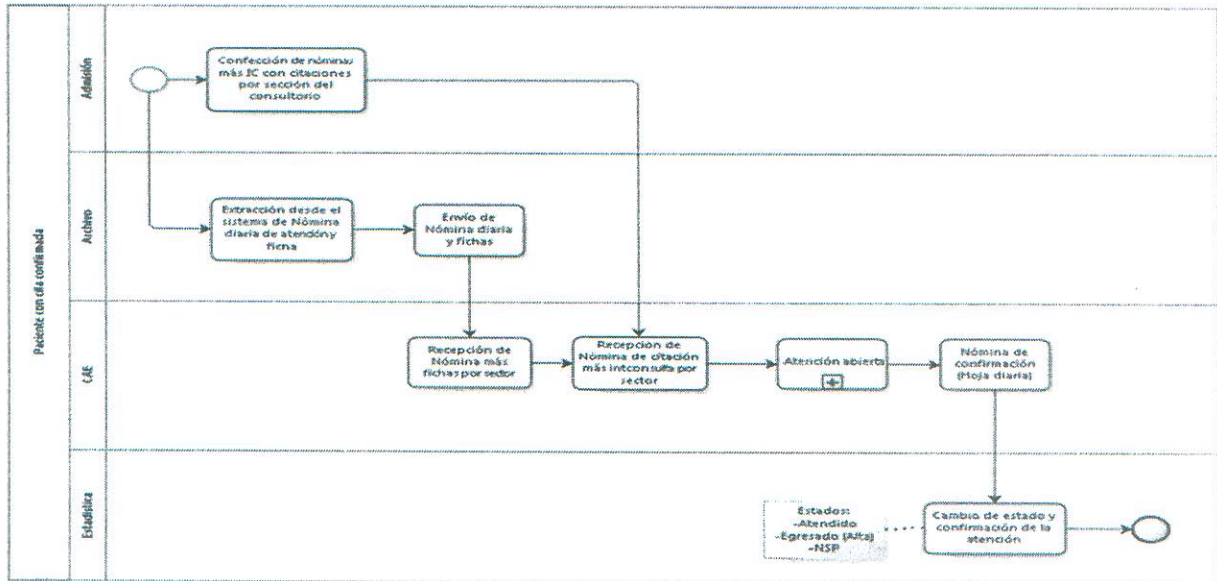 Paciente con cita confirmada
Admisión
Confección de nóminas
más IC con citaciones
por sección del
consultorio
Archivo
Extracción desde el
sistema de Nómina
diaria de atención y
ficha
Envío de
Nómina diaria
y fichas
CAE
Recepción de
Nómina más
fichas por sector
Recepción de
Nómina de citación
más intconsulta por
sector
Atención abierta
Nómina de
confirmación
(Hoja diaria)
Estadística
Estados:
-Atendido
-Egresado (Alta)
-NSP
Cambio de estado y
confirmación de la
atención